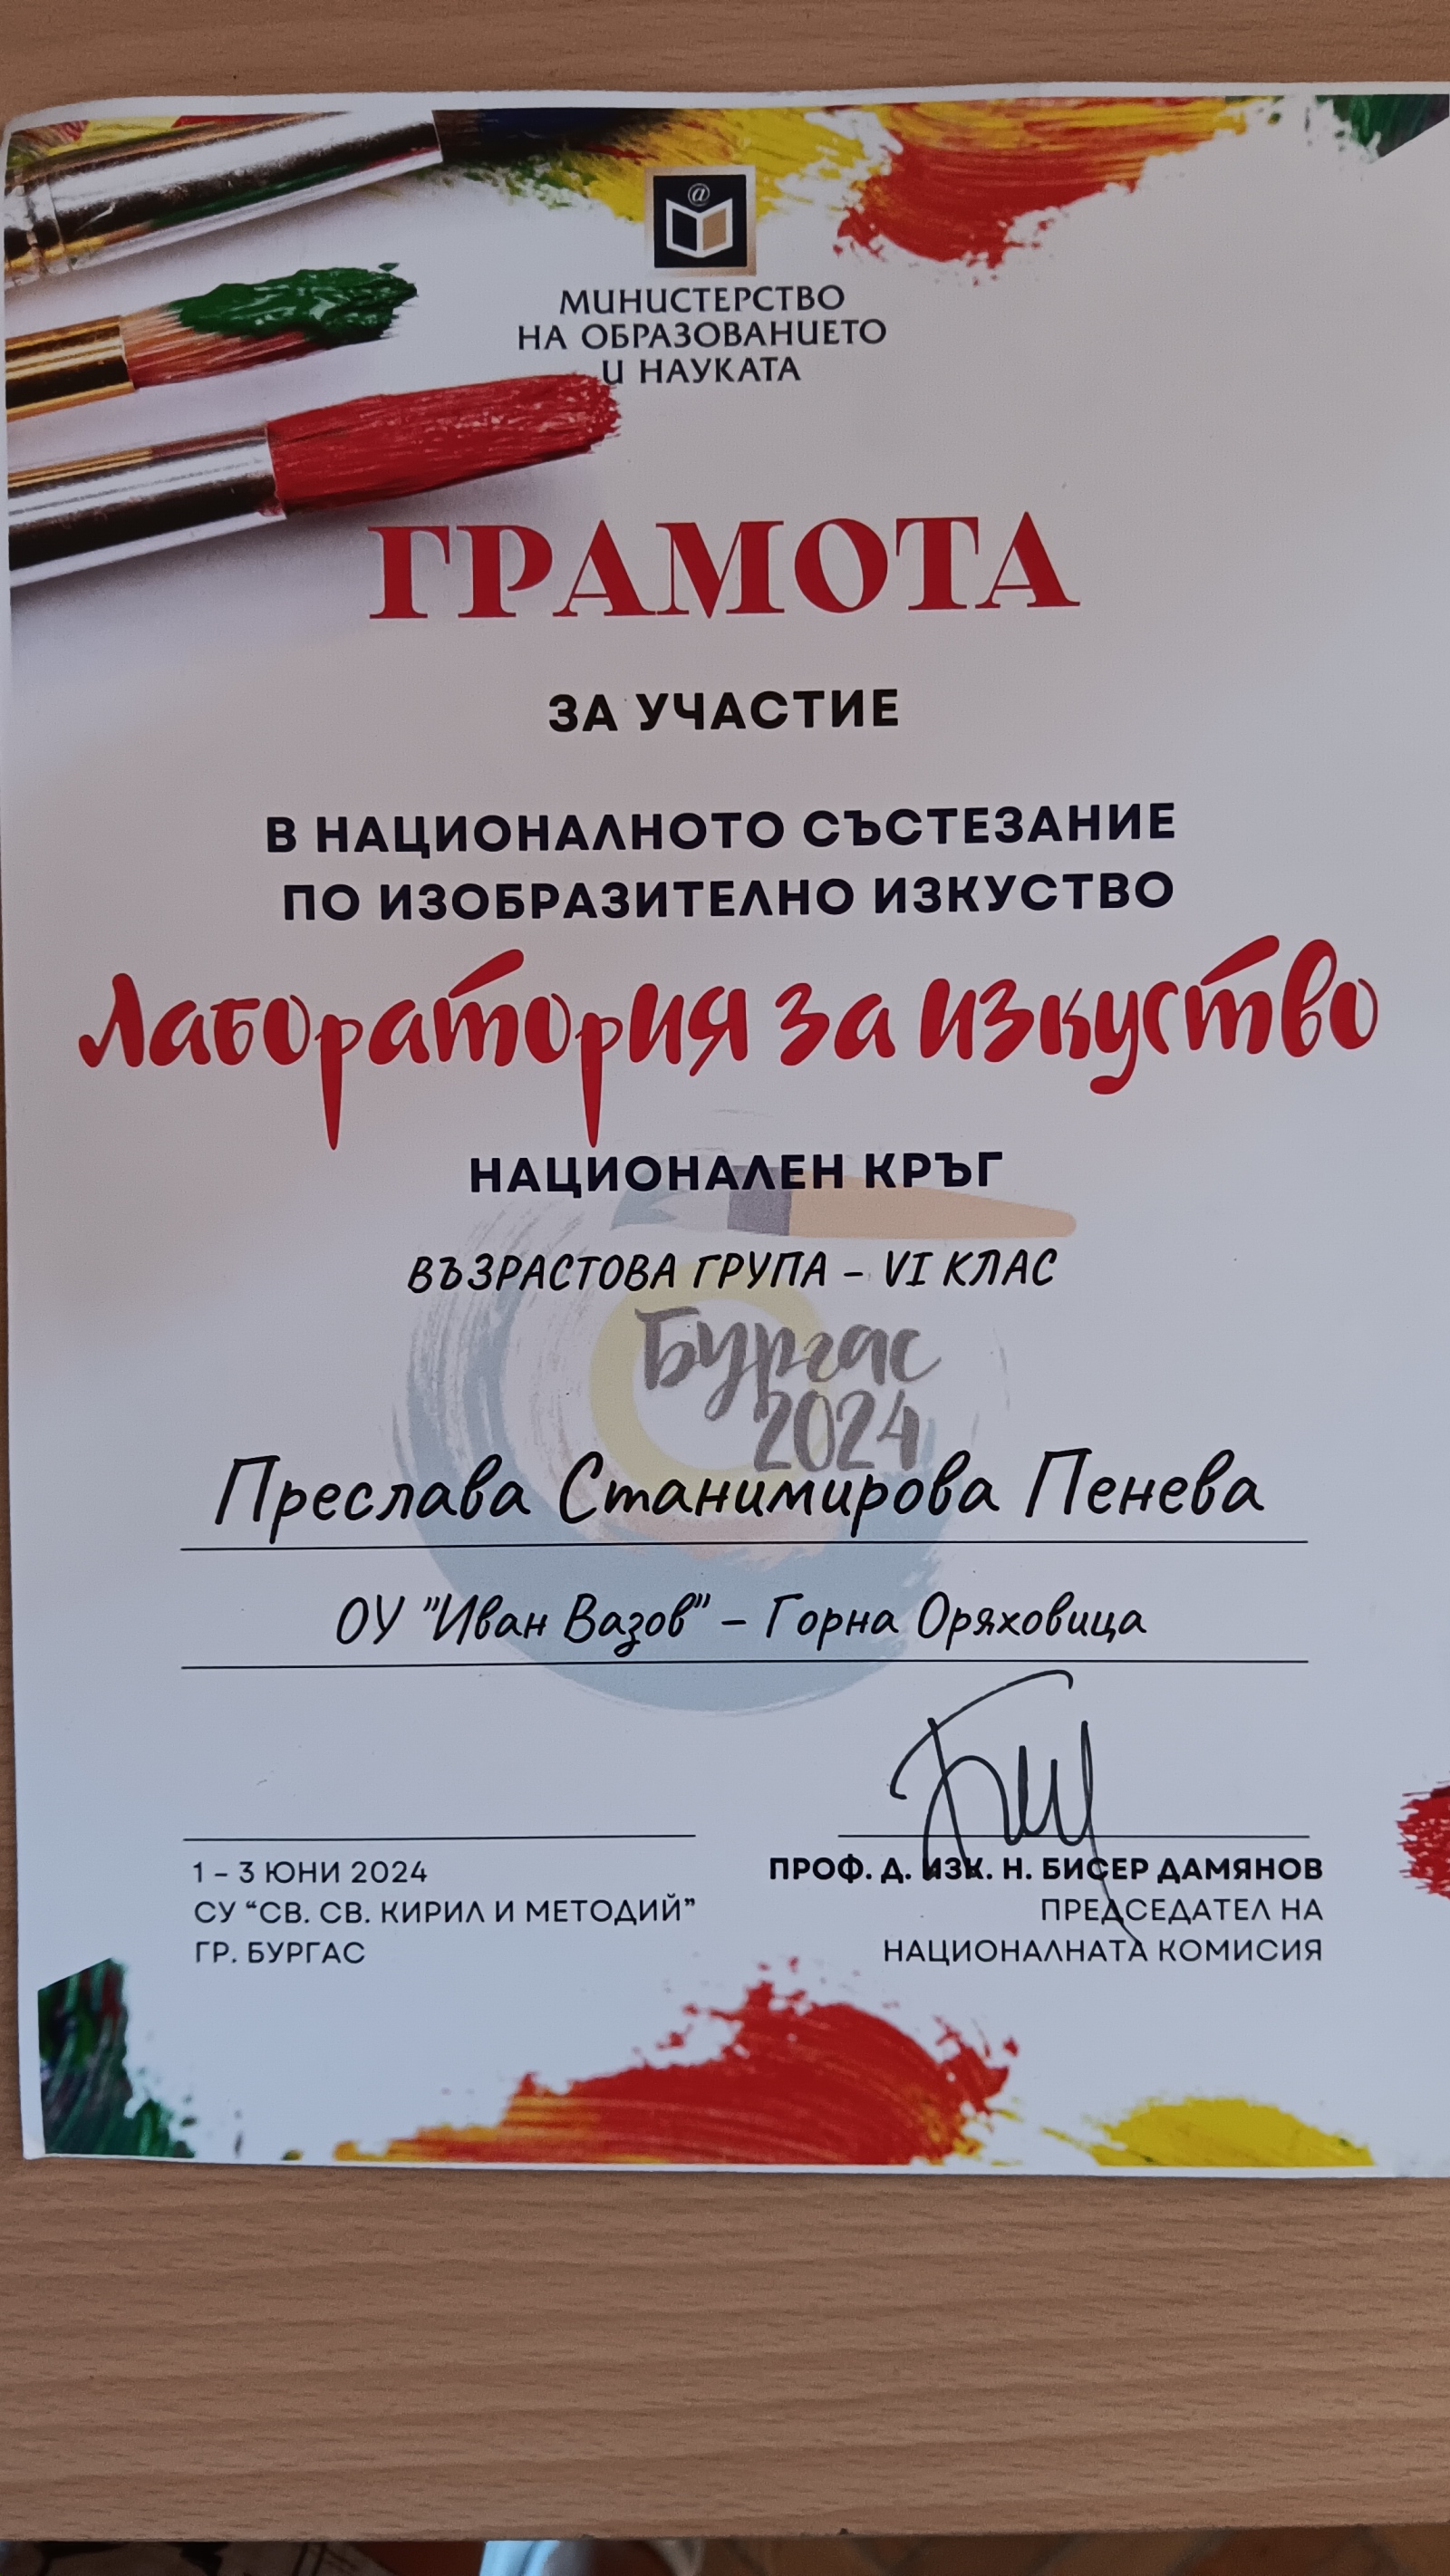 @
МИНИСТЕРСТВО
НА ОБРАЗОВАНИЕТО
И НАУКАТА
ГРАМОТА
ЗА УЧАСТИЕ
В НАЦИОНАЛНОТО СЪСТЕЗАНИЕ
ПО ИЗОБРАЗИТЕЛНО ИЗКУСТВО
Лаборатория за изкуство
НАЦИОНАЛЕН КРЪГ
ВЪЗРАСТОВА ГРУПА – VI КЛАС
Бургас
2024
Преслава Станимирова Пенева
ОУ "Иван Вазов" – Горна Оряховица
1 – 3 ЮНИ 2024
СУ “СВ. СВ. КИРИЛ И МЕТОДИЙ”
ГР. БУРГАС
ПРОФ. Д. ИЗК. Н. БИСЕР ДАМЯНОВ
ПРЕДСЕДАТЕЛ НА
НАЦИОНАЛНАТА КОМИСИЯ